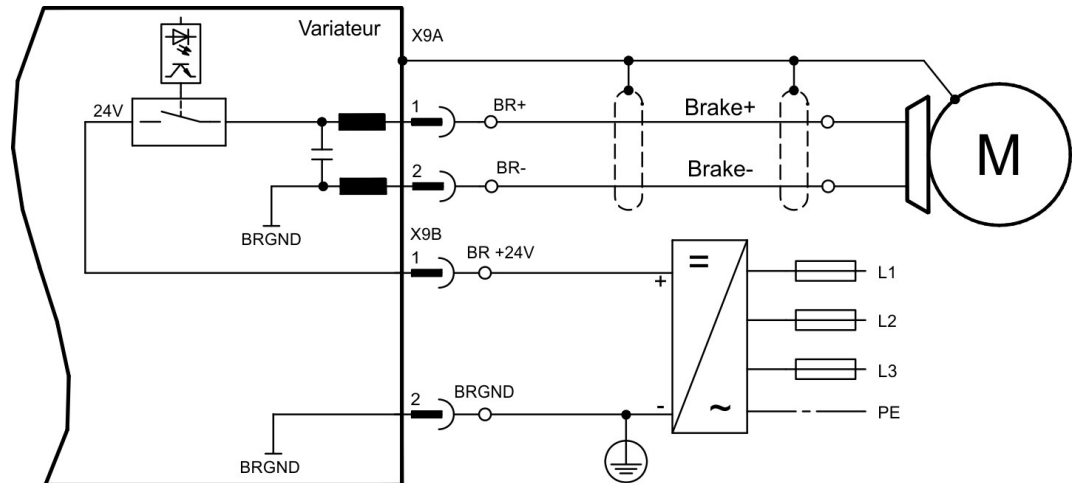 Variateur
X9A
24V
1
BR+
Brake+
2
BR-
Brake-
M
BRGND
X9B
1
BR +24V
=
+
L1
L2
L3
2
BRGND
-
~
PE
BRGND